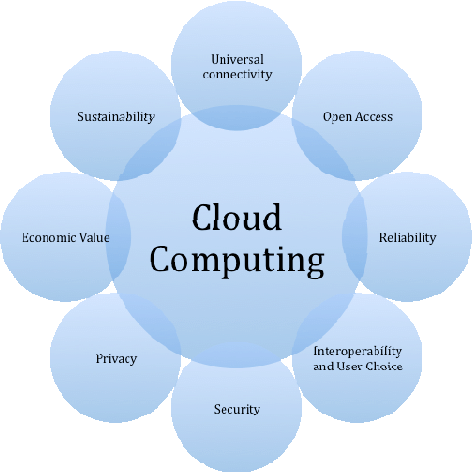 Universal
connectivity
Open Access
Reliability
Interoperability
and User Choice
Security
Privacy
Economic Value
Sustainability
Cloud
Computing